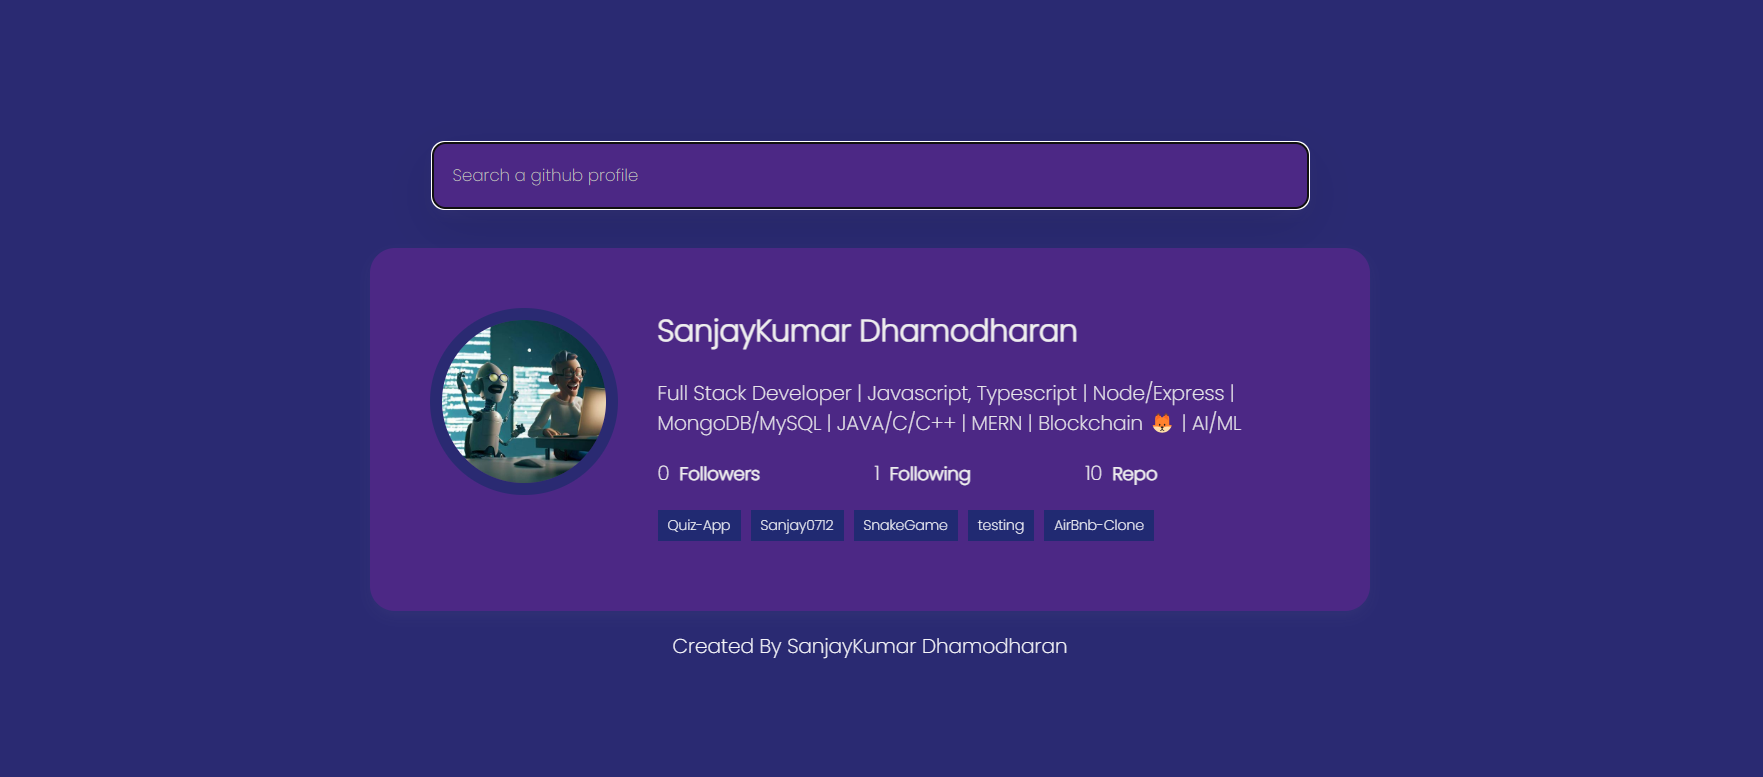 Search a github profile
SanjayKumar Dhamodharan
Full Stack Developer | Javascript, Typescript | Node/Express |
MongoDB/MySQL | JAVA/C/C++ | MERN | Blockchain 🦊 | AI/ML
0 Followers 1 Following 10 Repo
Quiz-App Sanjay0712 SnakeGame testing AirBnb-Clone
Created By SanjayKumar Dhamodharan